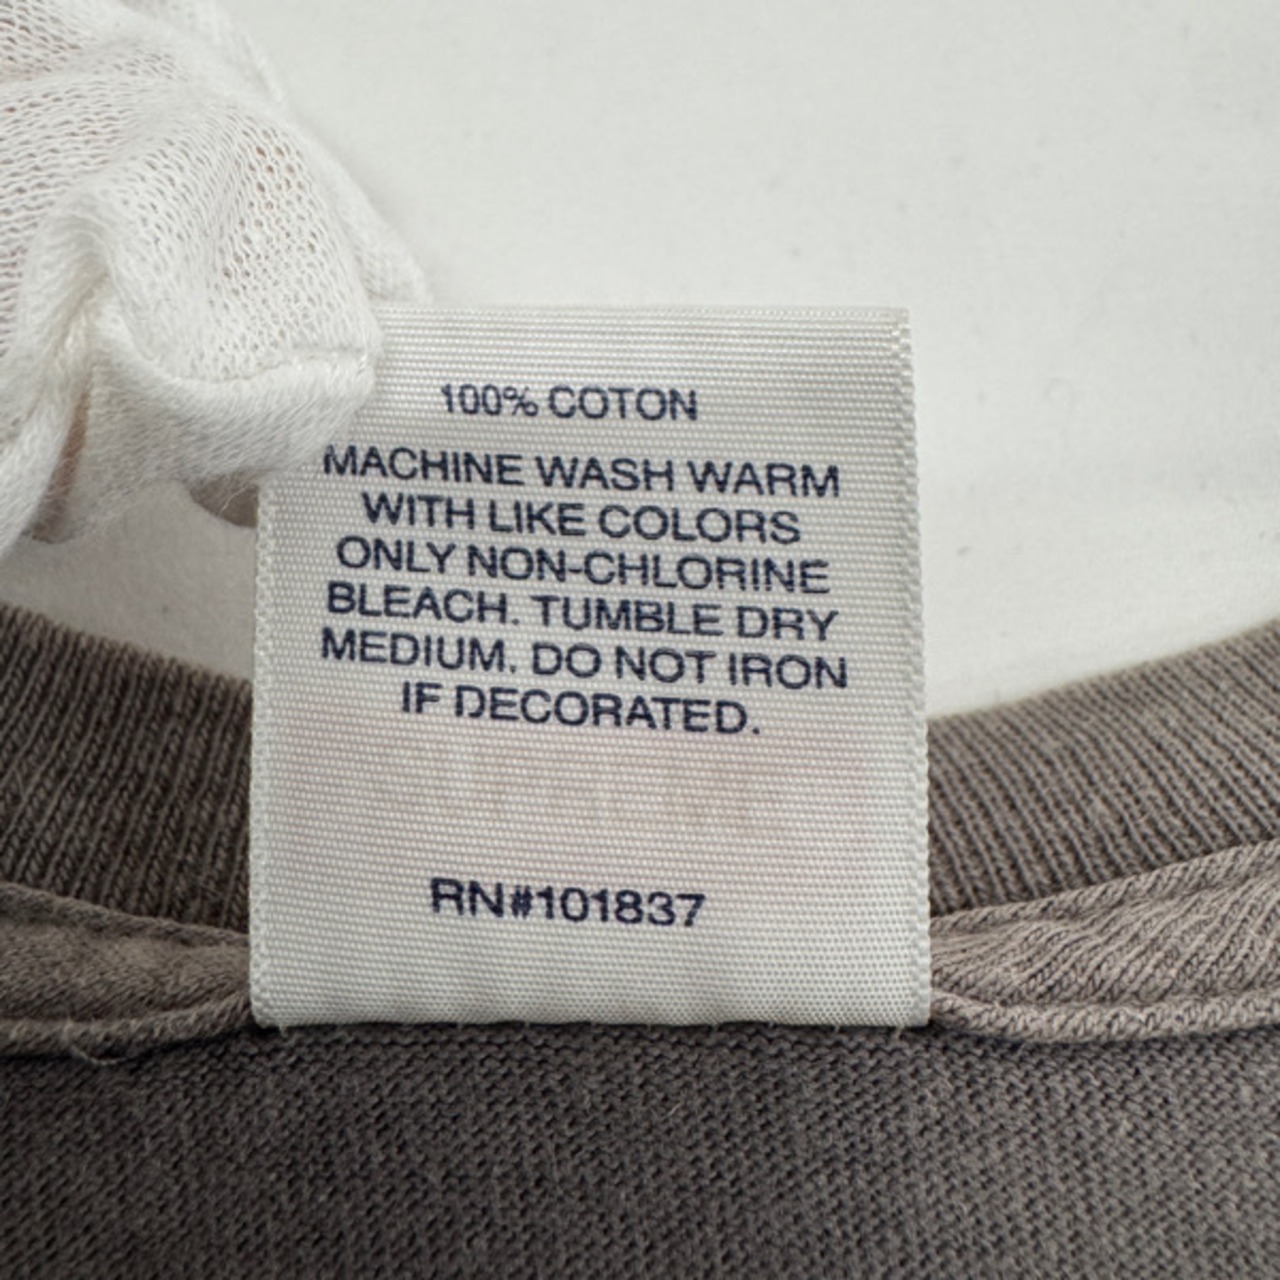 100% COTON
MACHINE WASH WARM
WITH LIKE COLORS
ONLY NON-CHLORINE
BLEACH. TUMBLE DRY
MEDIUM. DO NOT IRON
IF DECORATED.
RN#101837